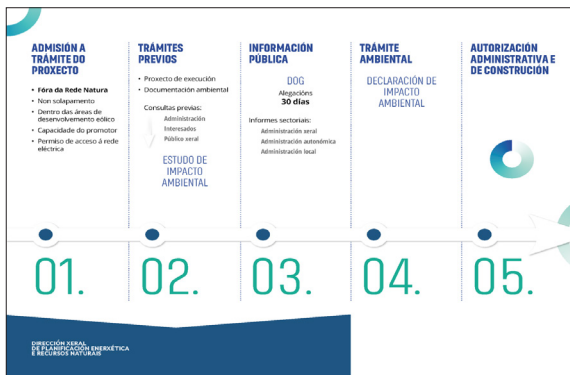 ADMISIÓN A
TRÁMITE DO
PROXECTO
• Fóra da Rede Natura
• Non solapamento
• Dentro das áreas de
desenvolvemento eólico
• Capacidade do promotor
• Permiso de acceso á rede
eléctrica
01.
TRÁMITES
PREVIOS
• Proxecto de execución
• Documentación ambiental
Consultas previas:
Administración
Interesados
Público xeral
ESTUDO DE
IMPACTO
AMBIENTAL
02.
INFORMACIÓN
PÚBLICA
DOG
Alegacións
30 días
Informes sectoriais:
Administración xeral
Administración autonómica
Administración local
03.
TRÁMITE
AMBIENTAL
DECLARACIÓN DE
IMPACTO
AMBIENTAL
04.
AUTORIZACIÓN
ADMINISTRATIVA E
DE CONSTRUCIÓN
05.
DIRECCIÓN XERAL
DE PLANIFICACIÓN ENERXÉTICA
E RECURSOS NATURAIS